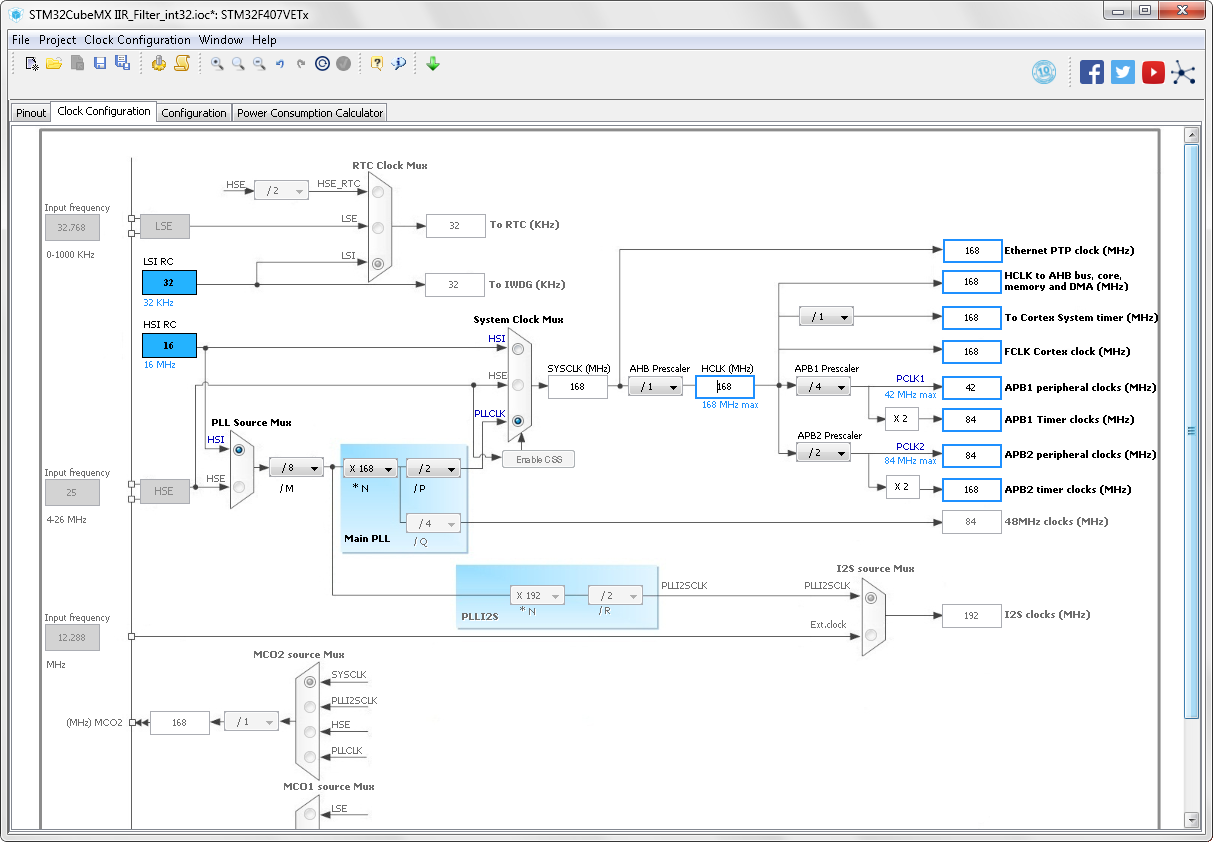 STM32CubeMX IIR_Filter_int32.ioc*: STM32F407VETx
File Project Clock Configuration Window Help
19
Pinout Clock Configuration Configuration Power Consumption Calculator
RTC Clock Mux
HSE / 2 HSE_RTC
Input frequency
32.768
LSE
LSE
32 To RTC (KHz)
0-1000 KHz
LSI RC
32
32 KHz
LSI
32 To IWDG (KHz)
168 Ethernet PTP clock (MHz)
168 HCLK to AHB bus, core,
memory and DMA (MHz)
/ 1 168 To Cortex System timer (MHz)
168 FCLK Cortex clock (MHz)
HSI RC
16
16 MHz
System Clock Mux
HSI
HSE
PLLCLK
Enable CSS
SYSCLK (MHz) AHB Prescaler HCLK (MHz) APB1 Prescaler
168 / 1 168 / 4
168 MHz max
PCLK1
42 MHz max
42 APB1 peripheral clocks (MHz)
X 2 84 APB1 Timer clocks (MHz)
APB2 Prescaler
/ 2
PCLK2
84 MHz max
84 APB2 peripheral clocks (MHz)
X 2 168 APB2 timer clocks (MHz)
PLL Source Mux
HSI
HSE
/ 8
/ M
X 168
* N
/ 2
/ P
/ 4
/ Q
Main PLL
84 48MHz clocks (MHz)
Input frequency
25
HSE
4-26 MHz
PLLI2S
X 192
* N
/ 2
/ R
PLLI2SCLK
I2S source Mux
PLLI2SCLK
Ext.clock
192 I2S clocks (MHz)
Input frequency
12.288
MHz
MCO2 source Mux
SYSCLK
PLLI2SCLK
HSE
PLLCLK
(MHz) MCO2 168 / 1
MCO1 source Mux
LSE